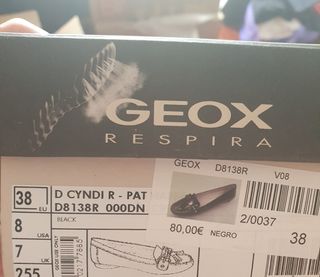 GEOX
RESPIRA
GEOX D8138R V08
38 EU
D CYNDI R - PAT
D8138R 000DN
BLACK
8
7 UK
255
2/0037
80,00€ NEGRO 38